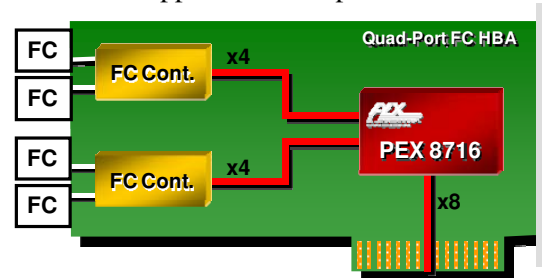 Quad-Port FC HBA
FC
FC
FC Cont.
x4
PEX
PEX 8716
FC
FC
FC Cont.
x4
x8